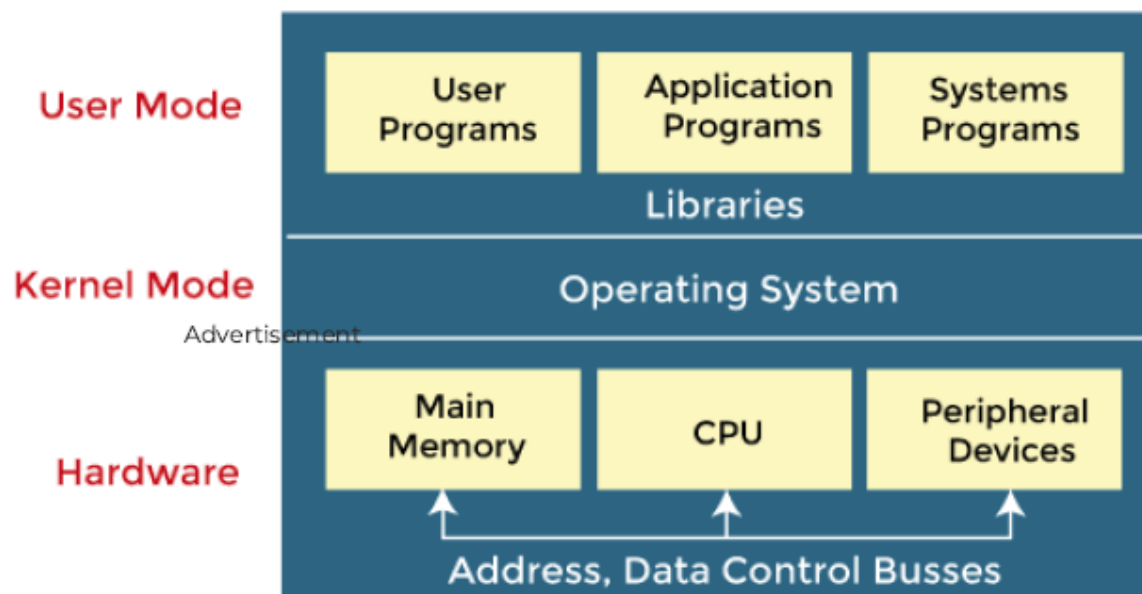 User Mode
User
Programs
Application
Programs
Systems
Programs
Libraries
Kernel Mode
Operating System
Advertisement
Hardware
Main
Memory
CPU
Peripheral
Devices
Address, Data Control Busses